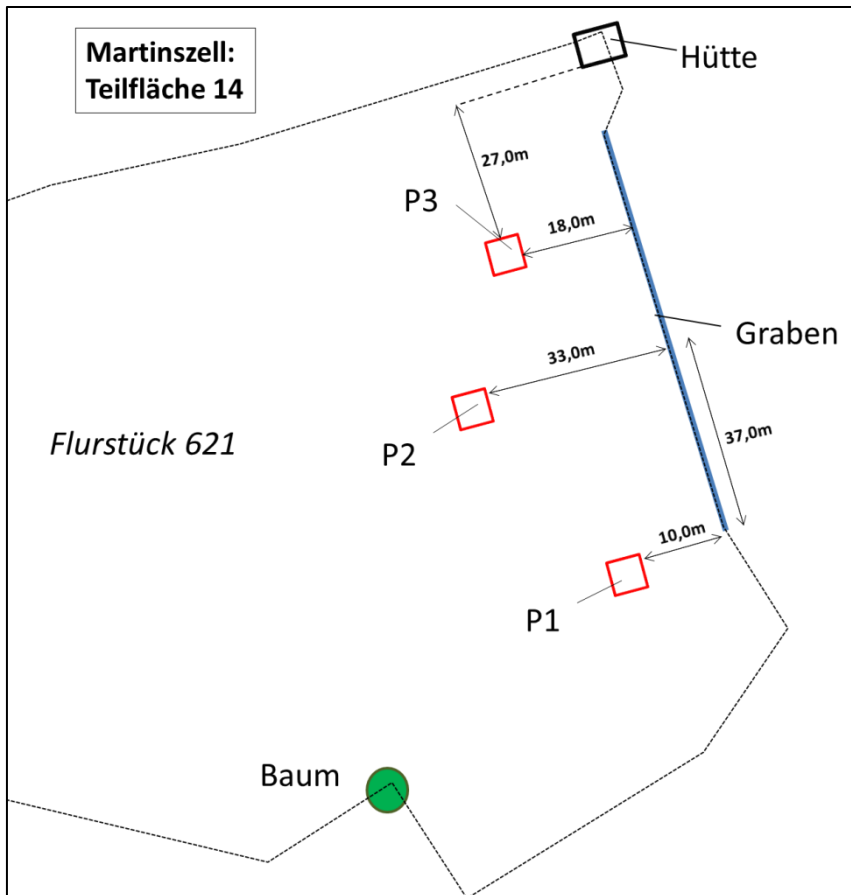 Martinszell:
Teilfläche 14
Hütte
27,0m
P3
18,0m
Graben
33,0m
Flurstück 621
P2
37,0m
10,0m
P1
Baum